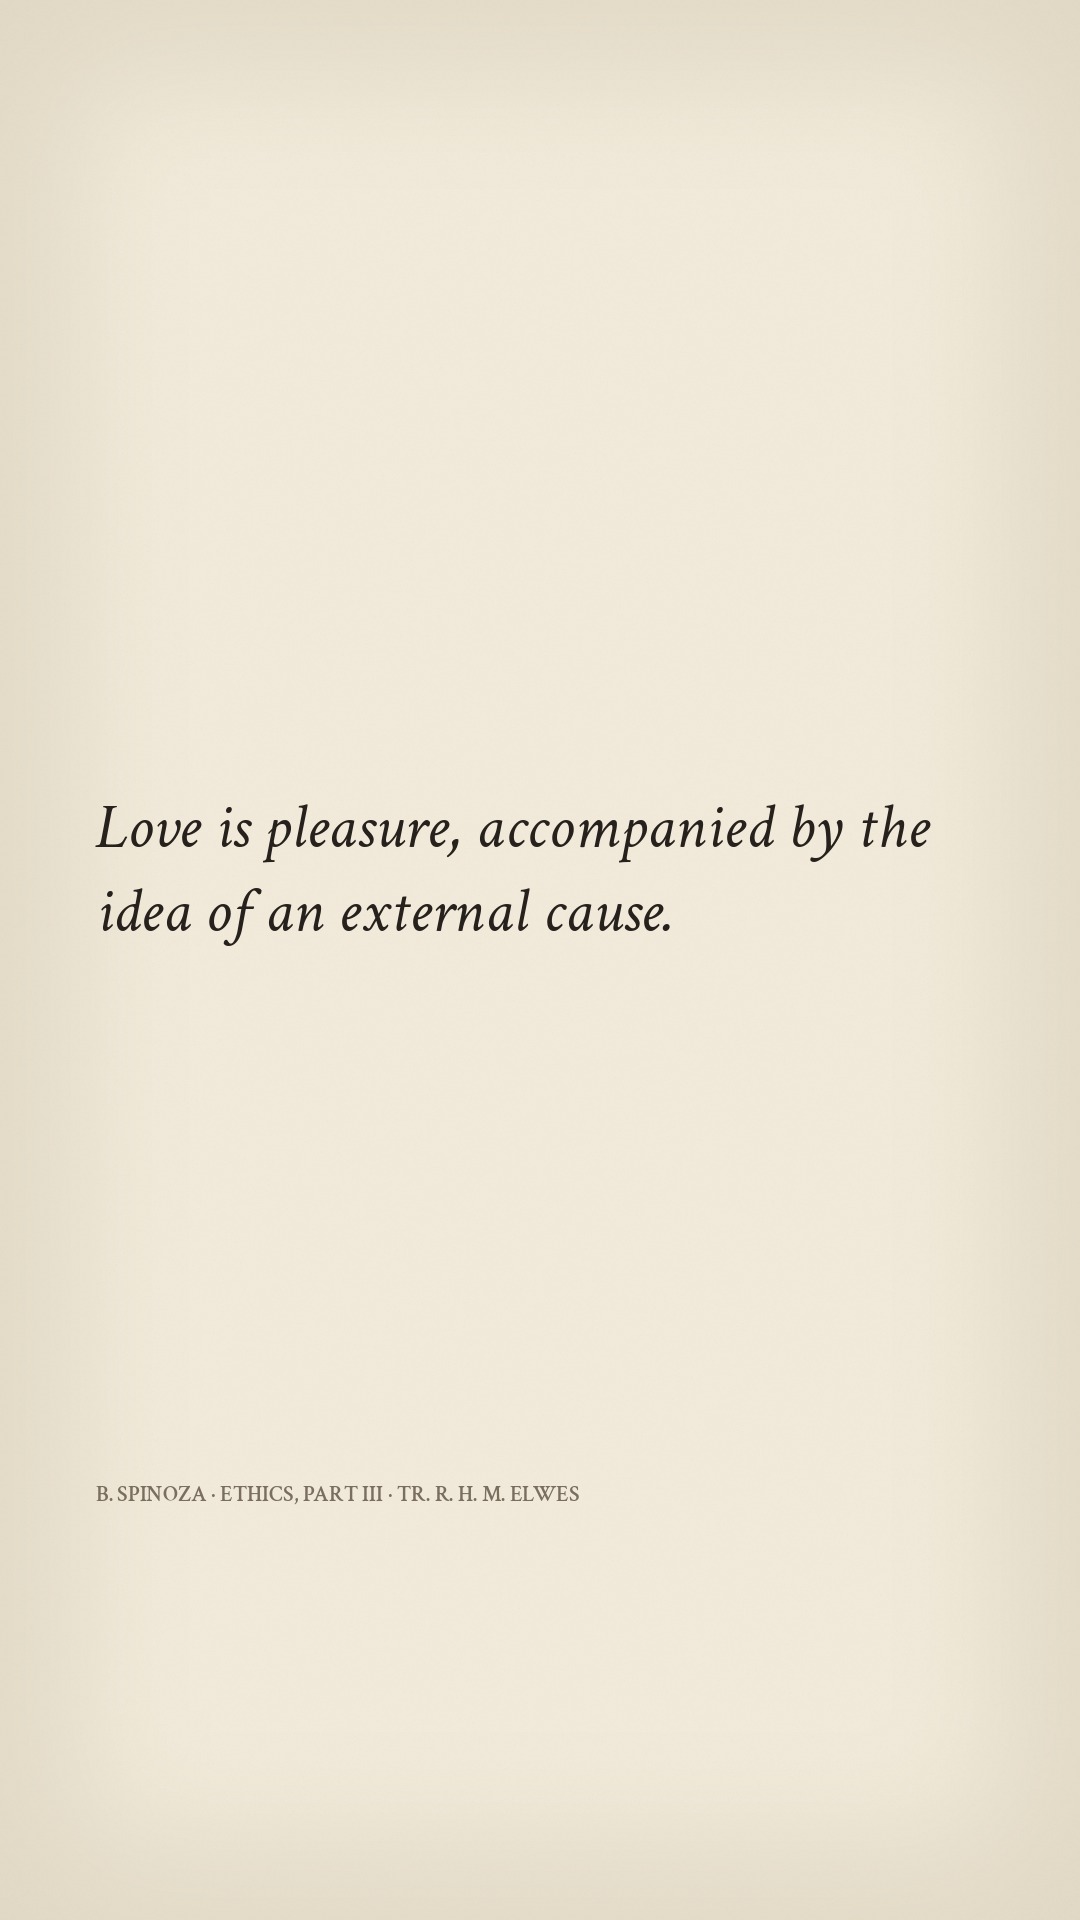 Love is pleasure, accompanied by the
idea of an external cause.
B. SPINOZA · ETHICS, PART III · TR. R. H. M. ELWES